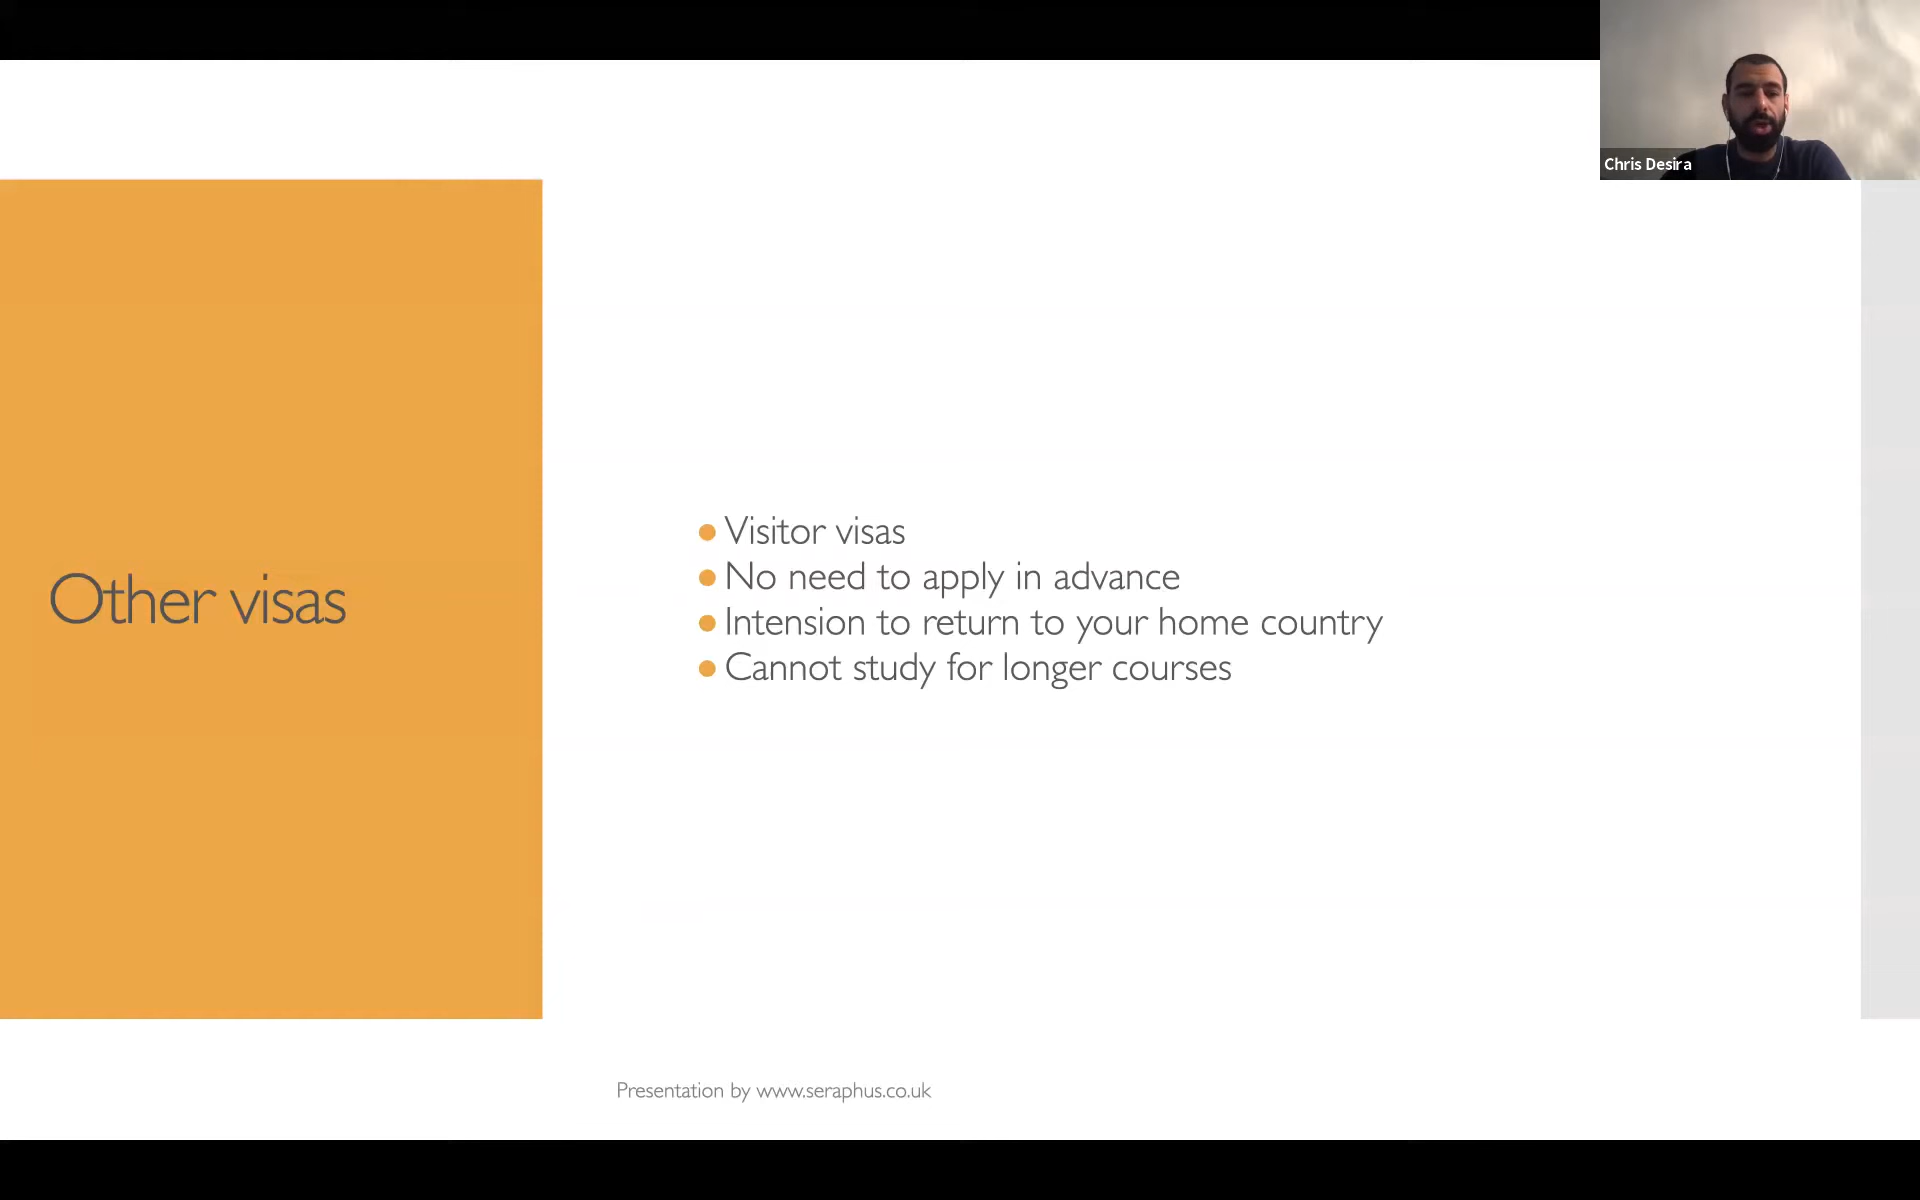 Chris Desira
Other visas
Visitor visas
No need to apply in advance
Intension to return to your home country
Cannot study for longer courses
Presentation by www.seraphus.co.uk